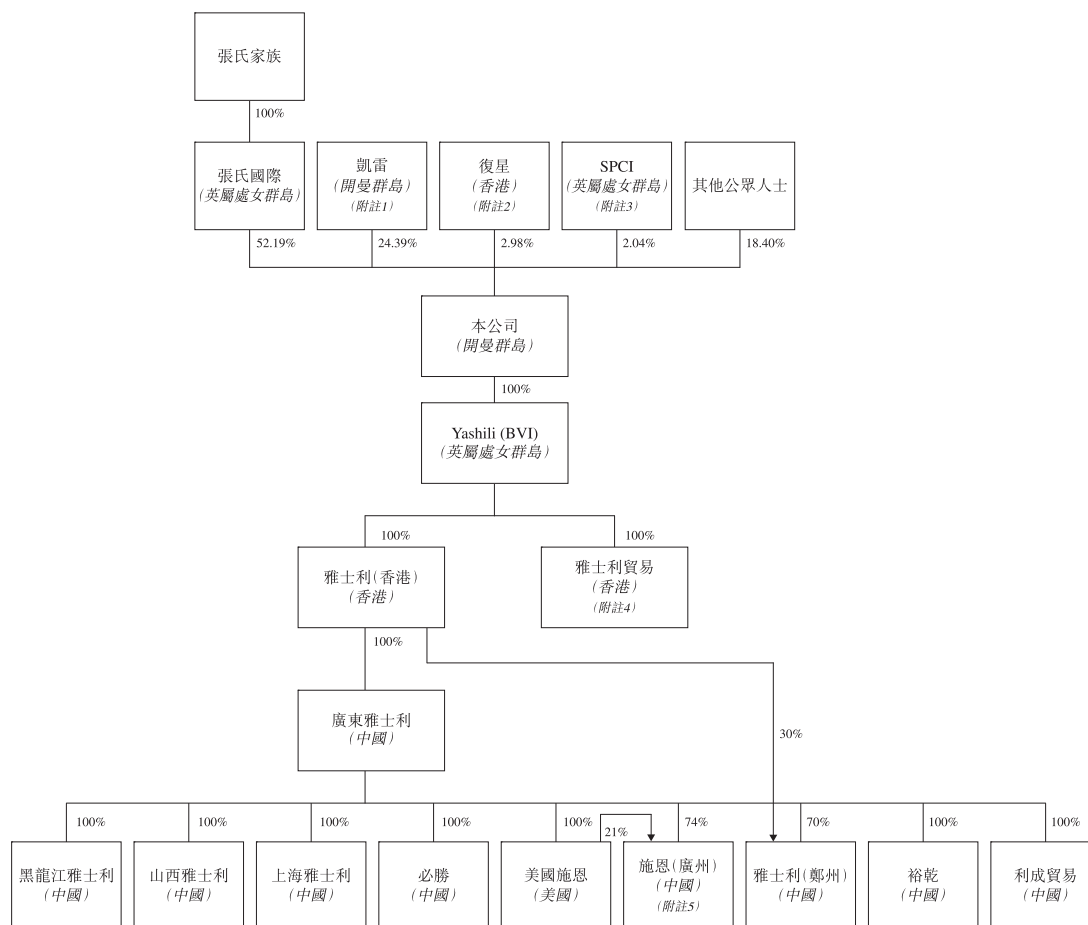 張氏家族
100%
張氏國際
(英屬處女群島)
凱雷
(開曼群島)
(附註1)
復星
(香港)
(附註2)
SPCI
(英屬處女群島)
(附註3)
其他公眾人士
52.19%
24.39%
2.98%
2.04%
18.40%
本公司
(開曼群島)
100%
Yashili (BVI)
(英屬處女群島)
100%
100%
雅士利(香港)
(香港)
雅士利貿易
(香港)
(附註4)
100%
廣東雅士利
(中國)
30%
100%
100%
100%
100%
100%
21%
74%
70%
100%
100%
黑龍江雅士利
(中國)
山西雅士利
(中國)
上海雅士利
(中國)
必勝
(中國)
美國施恩
(美國)
施恩(廣州)
(中國)
(附註5)
雅士利(鄭州)
(中國)
裕乾
(中國)
利成貿易
(中國)